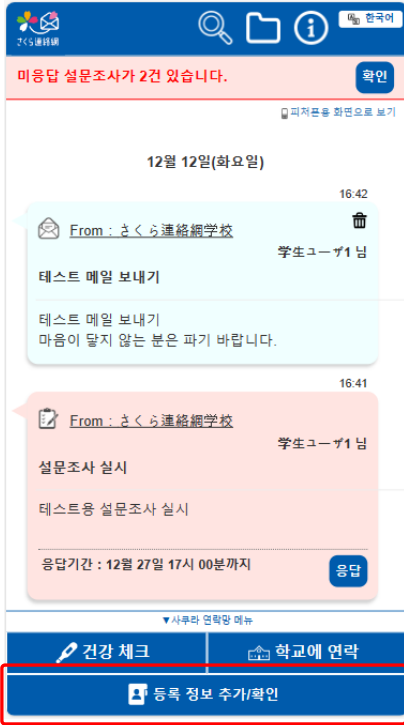 さくら連絡網
한국어
미응답 설문조사가 2건 있습니다.
확인
피저폰용 화면으로 보기
12월 12일(화요일)
16:42
From : さくら連絡網学校
学生ユーザ1 님
테스트 메일 보내기
테스트 메일 보내기
마음이 닿지 않는 분은 파기 바랍니다.
16:41
From : さくら連絡網学校
学生ユーザ1 님
설문조사 실시
테스트용 설문조사 실시
응답기간 : 12월 27일 17시 00분까지
응답
▼사쿠라 연락망 메뉴
건강 체크
학교에 연락
등록 정보 추가/확인